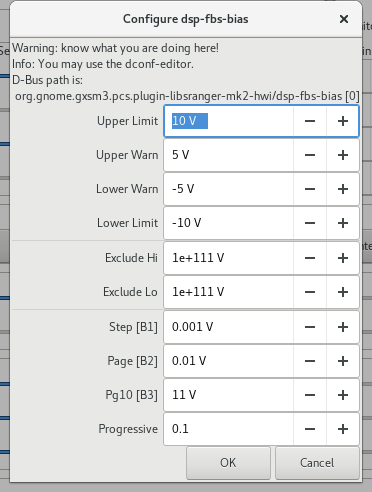 Configure dsp-fbs-bias
Warning: know what you are doing here!
Info: You may use the dconf-editor.
D-Bus path is:
org.gnome.gxsm3.pcs.plugin-libsranger-mk2-hwi/dsp-fbs-bias [0]
Upper Limit 10 V
Upper Warn 5 V
Lower Warn -5 V
Lower Limit -10 V
Exclude Hi 1e+111 V
Exclude Lo 1e+111 V
Step [B1] 0.001 V
Page [B2] 0.01 V
Pg10 [B3] 11 V
Progressive 0.1
OK Cancel